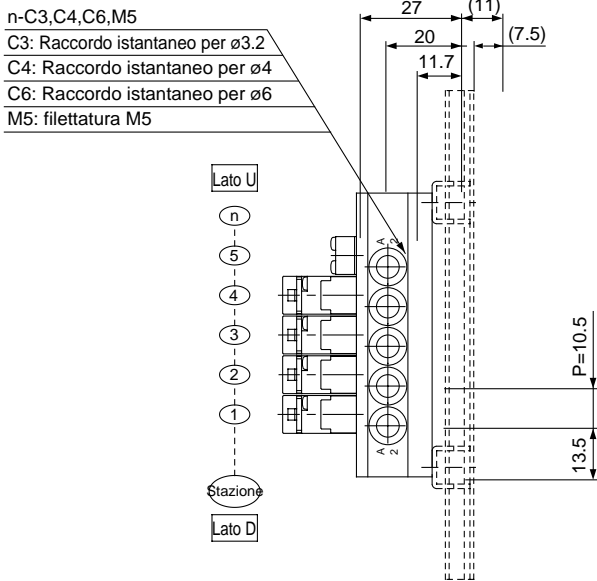 n-C3,C4,C6,M5
C3: Raccordo istantaneo per ø3.2
C4: Raccordo istantaneo per ø4
C6: Raccordo istantaneo per ø6
M5: filettatura M5
27
(11)
20
(7.5)
11.7
Lato U
n
5
4
3
2
1
Stazione
Lato D
A
2
A
2
P=10.5
13.5